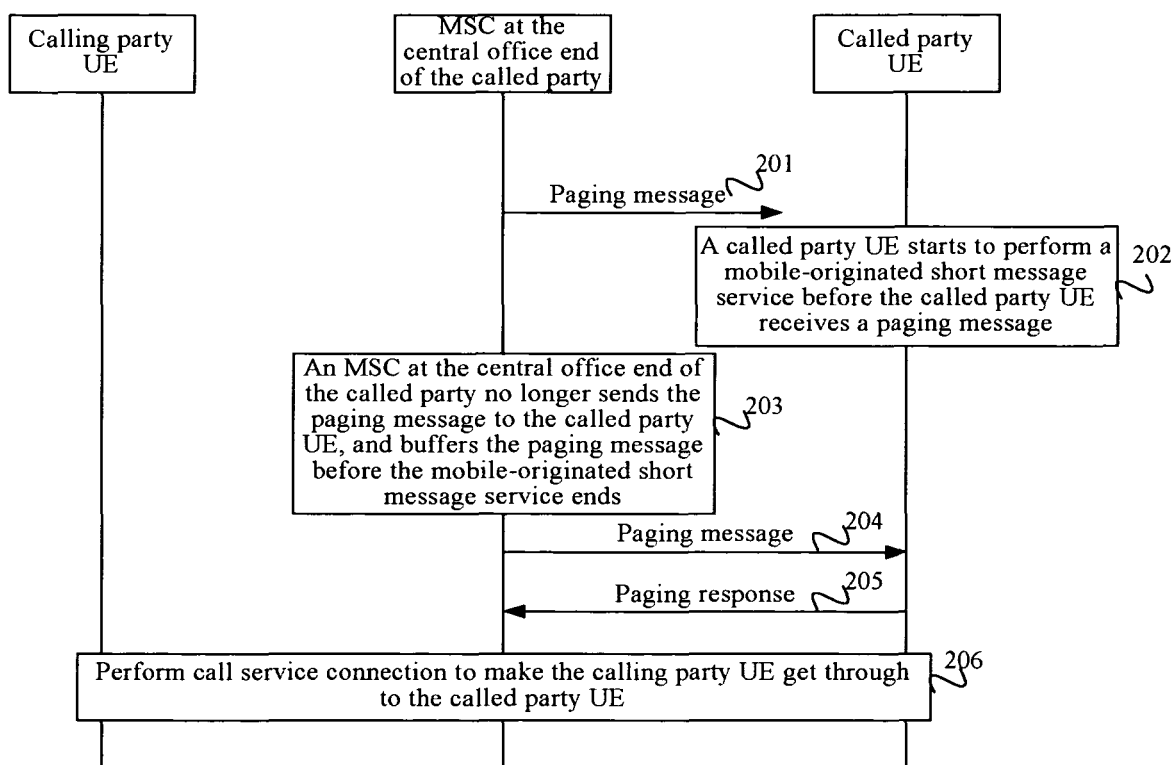 Calling party
UE
MSC at the
central office end
of the called party
Called party
UE
201
Paging message
A called party UE starts to perform a
mobile-originated short message
service before the called party UE
receives a paging message
202
An MSC at the central office end of
the called party no longer sends the
paging message to the called party
UE, and buffers the paging message
before the mobile-originated short
message service ends
203
Paging message
204
Paging response
205
Perform call service connection to make the calling party UE get through
to the called party UE
206